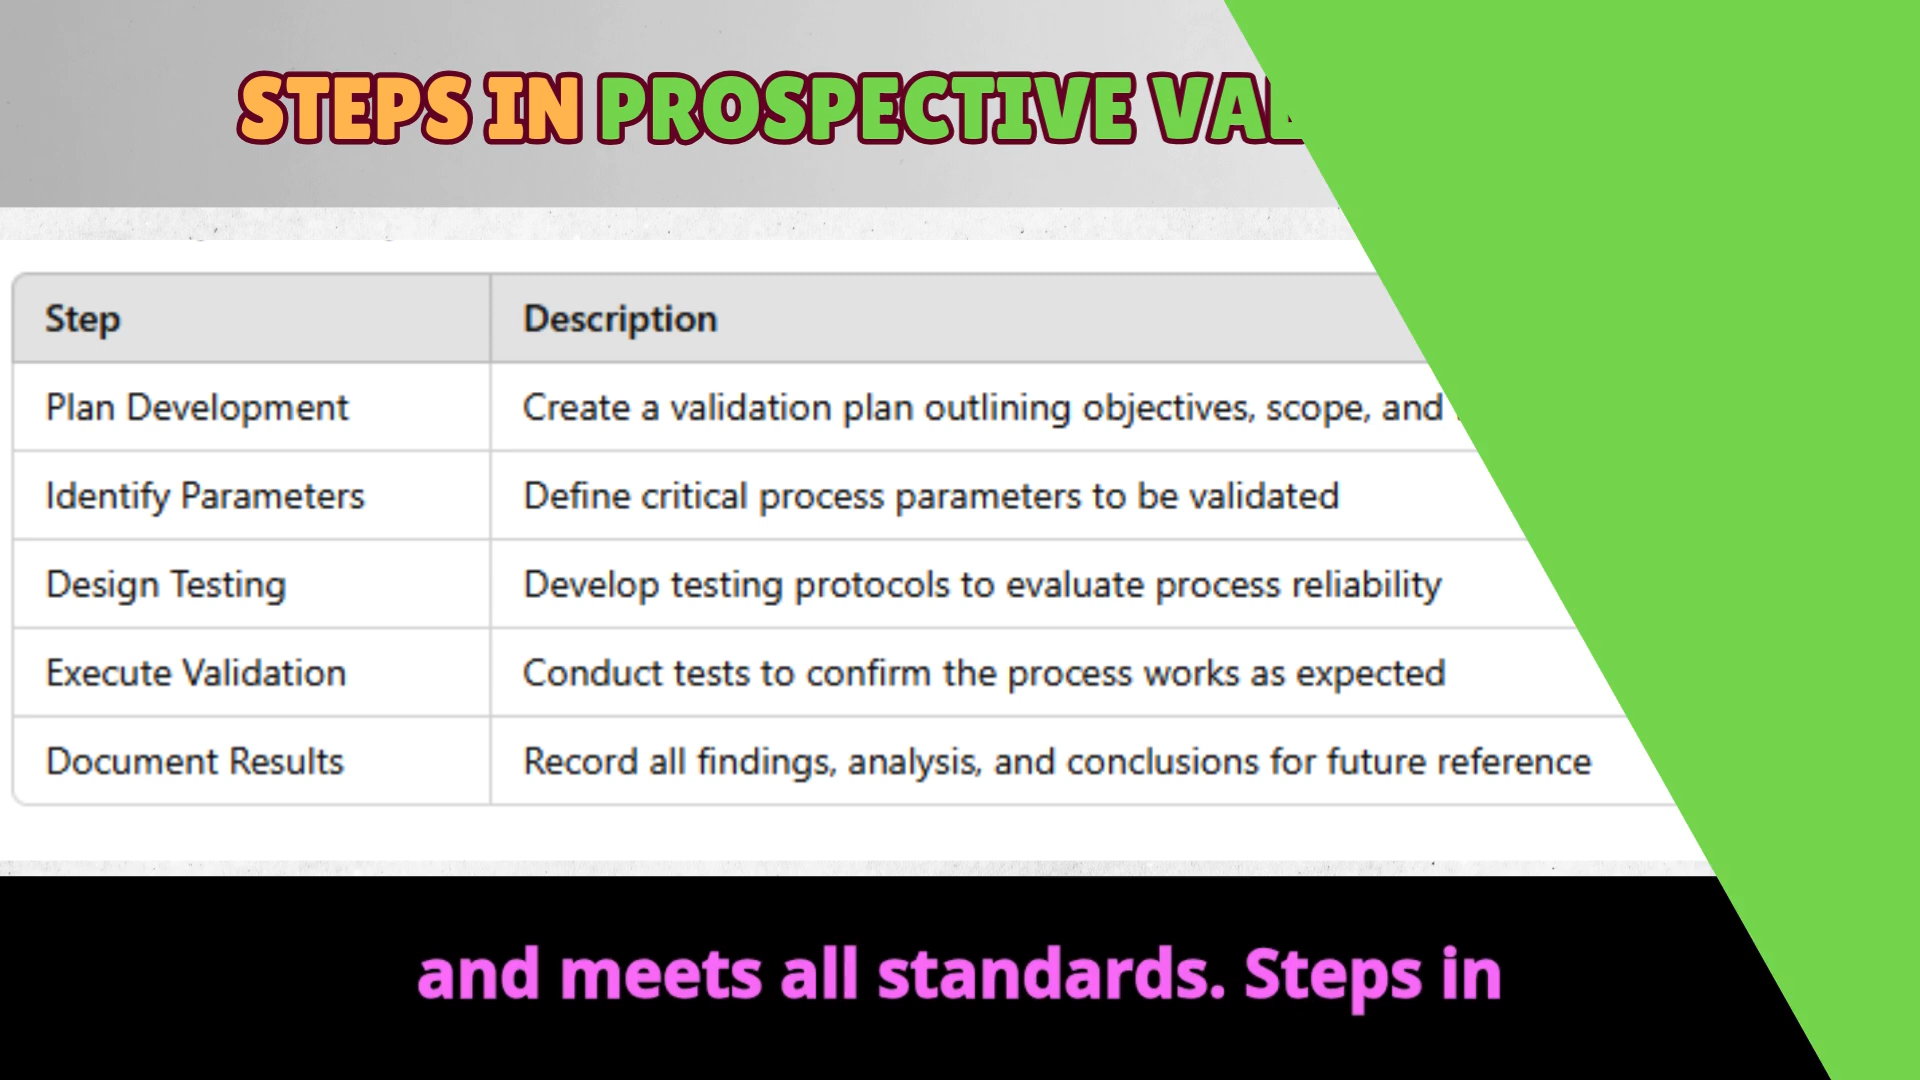 STEPS IN PROSPECTIVE
Step Description
Plan Development Create a validation plan outlining objectives, scope, and
Identify Parameters Define critical process parameters to be validated
Design Testing Develop testing protocols to evaluate process reliability
Execute Validation Conduct tests to confirm the process works as expected
Document Results Record all findings, analysis, and conclusions for future reference
and meets all standards. Steps in